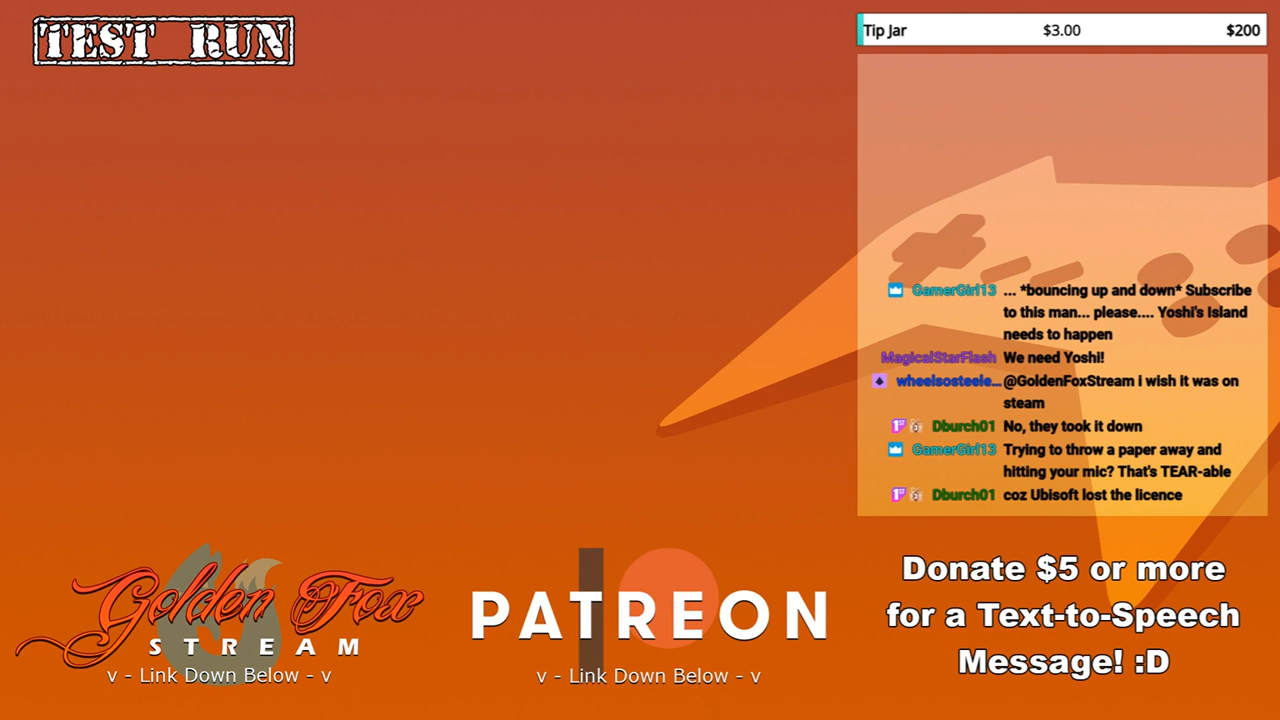 TEST RUN
Tip Jar $3.00 $200
GamerGirl13 ... *bouncing up and down* Subscribe
to this man... please.... Yoshi's Island
needs to happen
MagicalStarFlash We need Yoshi!
wheelsosteele... @GoldenFoxStream i wish it was on
steam
Dburch01 No, they took it down
GamerGirl13 Trying to throw a paper away and
hitting your mic? That's TEAR-able
Dburch01 coz Ubisoft lost the licence
Golden Fox
STREAM
v - Link Down Below - v
PATREON
v - Link Down Below - v
Donate $5 or more
for a Text-to-Speech
Message! :D